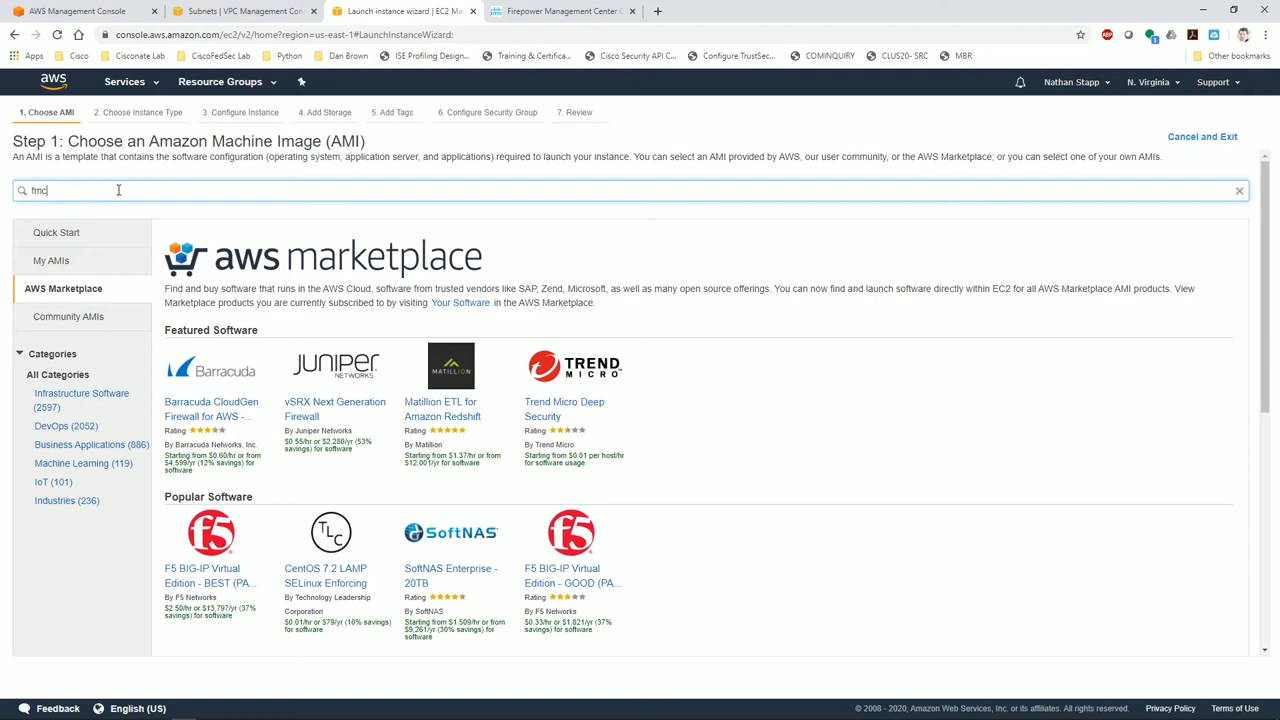 AWS Management Console
Subnets | VPC Management Con
Launch instance wizard | EC2 Ma
Firepower Management Center C
console.aws.amazon.com/ec2/v2/home?region=us-east-1#LaunchInstanceWizard:
Apps
Cisco
Cisconate Lab
CiscoFedSec Lab
Python
Dan Brown
ISE Profiling Design...
Training & Certifica...
Cisco Security API C...
Configure TrustSec...
COMINQUIRY
CLUS20- SRC
MBR
Other bookmarks
aws
Services
Resource Groups
Nathan Stapp
N. Virginia
Support
1. Choose AMI
2. Choose Instance Type
3. Configure Instance
4. Add Storage
5. Add Tags
6. Configure Security Group
7. Review
Step 1: Choose an Amazon Machine Image (AMI)
Cancel and Exit
An AMI is a template that contains the software configuration (operating system, application server, and applications) required to launch your instance. You can select an AMI provided by AWS, our user community, or the AWS Marketplace; or you can select one of your own AMIs.
fmc
Quick Start
My AMIs
AWS Marketplace
Community AMIs
Categories
All Categories
Infrastructure Software
(2597)
DevOps (2052)
Business Applications (886)
Machine Learning (119)
IoT (101)
Industries (236)
aws marketplace
Find and buy software that runs in the AWS Cloud, software from trusted vendors like SAP, Zend, Microsoft, as well as many open source offerings. You can now find and launch software directly within EC2 for all AWS Marketplace AMI products. View
Marketplace products you are currently subscribed to by visiting Your Software in the AWS Marketplace.
Featured Software
Barracuda
Barracuda CloudGen
Firewall for AWS -...
Rating
By Barracuda Networks, Inc.
Starting from $0.60/hr or from
$4,599/yr (12% savings) for
software
JUNIPER
NETWORKS
vSRX Next Generation
Firewall
By Juniper Networks
$0.55/hr or $2,280/yr (53%
savings) for software
MATILLION
Matillion ETL for
Amazon Redshift
Rating
By Matillion
Starting from $1.37/hr or from
$12,001/yr for software
TREND
MICRO
Trend Micro Deep
Security
Rating
By Trend Micro
Starting from $0.01 per host/hr
for software usage
Popular Software
f5
F5 BIG-IP Virtual
Edition - BEST (PA...
By F5 Networks
$2.50/hr or $13,797/yr (37%
savings) for software
TLC
CentOS 7.2 LAMP
SELinux Enforcing
By Technology Leadership
Corporation
$0.01/hr or $79/yr (10% savings)
for software
SoftNAS
SoftNAS Enterprise -
20TB
Rating
By SoftNAS
Starting from $1.509/hr or from
$9,261/yr (30% savings) for
software
f5
F5 BIG-IP Virtual
Edition - GOOD (PA...
Rating
By F5 Networks
$0.33/hr or $1,821/yr (37%
savings) for software
Feedback
English (US)
© 2008 - 2020, Amazon Web Services, Inc. or its affiliates. All rights reserved.
Privacy Policy
Terms of Use